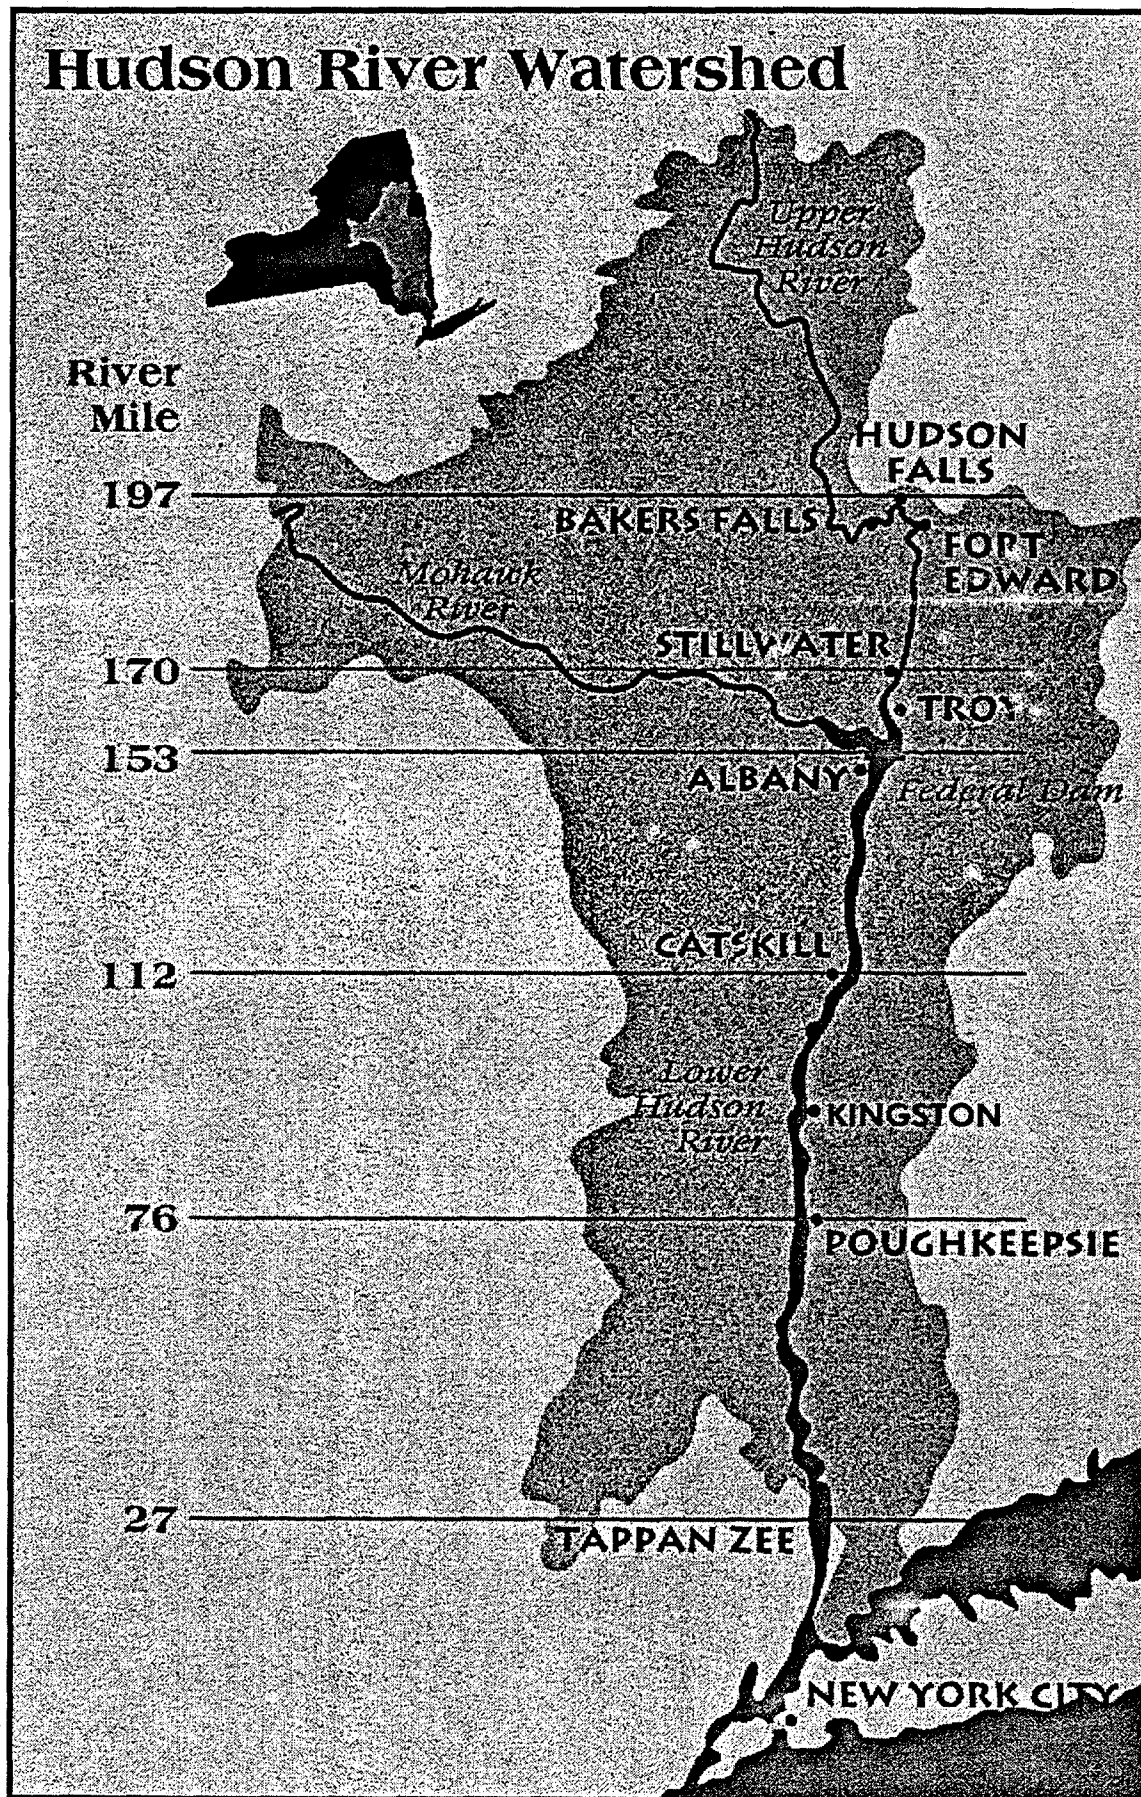 Hudson River Watershed
Upper
Hudson
River
River
Mile
HUDSON
FALLS
197
BAKERS FALLS
FORT
EDWARD
Mohawk
River
STILLWATER
170
TROY
153
ALBANY
Federal Dam
CATSKILL
112
Lower
Hudson
River
KINGSTON
76
POUGHKEEPSIE
27
TAPPAN ZEE
NEW YORK CITY